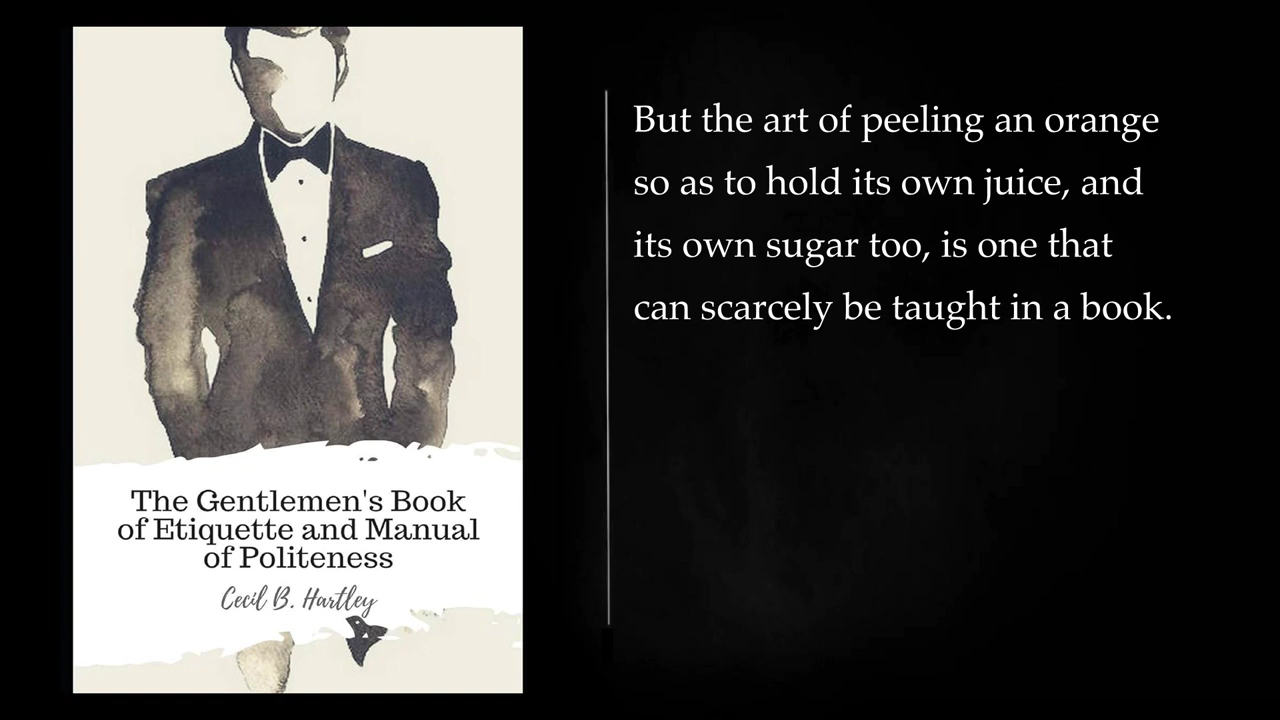 The Gentlemen's Book
of Etiquette and Manual
of Politeness
Cecil B. Hartley
But the art of peeling an orange
so as to hold its own juice, and
its own sugar too, is one that
can scarcely be taught in a book.